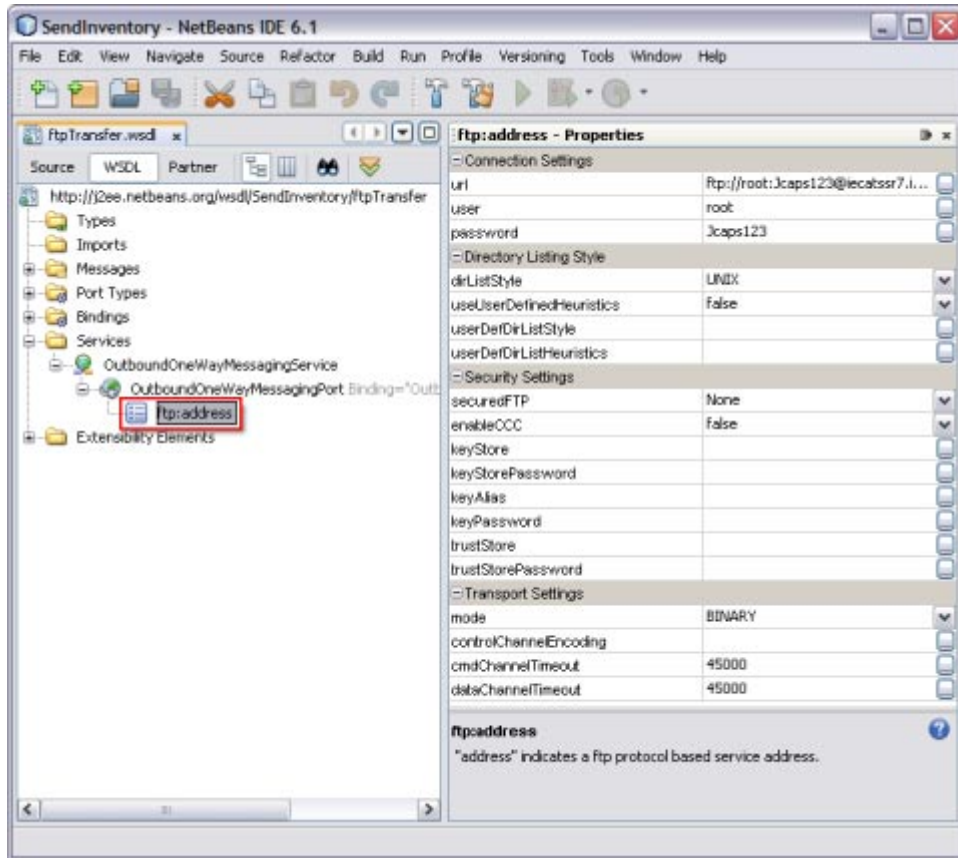 SendInventory - NetBeans IDE 6.1
File Edit View Navigate Source Refactor Build Run Profile Versioning Tools Window Help
ftpTransfer.wsdl
Source WSDL Partner
http://j2ee.netbeans.org/wsdl/SendInventory/ftpTransfer
Types
Imports
Messages
Port Types
Bindings
Services
OutboundOneWayMessagingService
OutboundOneWayMessagingPort Binding="Outb
ftp:address
Extensibility Elements
ftp:address - Properties
Connection Settings
url ftp://root:Jcaps123@iecatssr7.i...
user root
password Jcaps123
Directory Listing Style
dirListStyle UNIX
useUserDefinedHeuristics false
userDefDirListStyle
userDefDirListHeuristics
Security Settings
securedFTP None
enableCCC false
keyStore
keyStorePassword
keyAlias
keyPassword
trustStore
trustStorePassword
Transport Settings
mode BINARY
controlChannelEncoding
cmdChannelTimeout 45000
dataChannelTimeout 45000
ftp:address
"address" indicates a ftp protocol based service address.